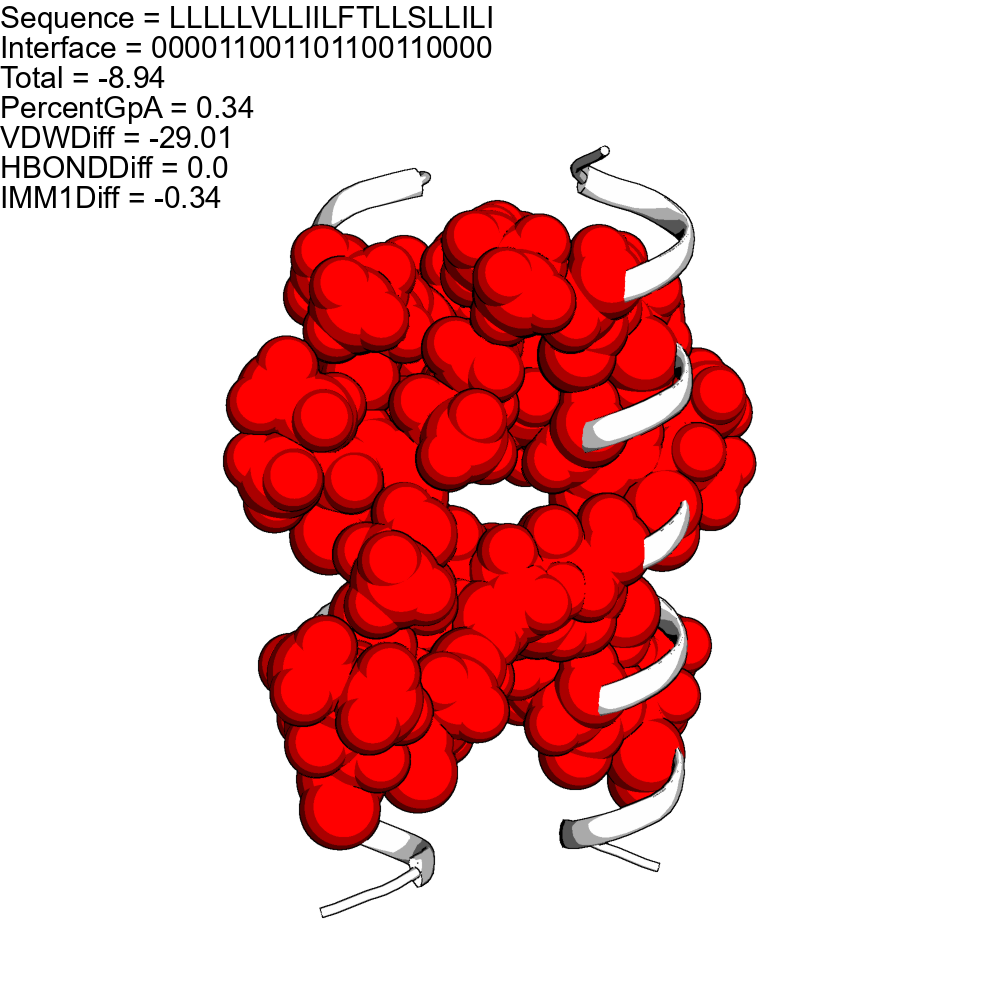 Sequence = LLLLLVLLIILFTLLSLLILI
Interface = 000011001101100110000
Total = -8.94
PercentGpA = 0.34
VDWDiff = -29.01
HBONDDiff = 0.0
IMM1Diff = -0.34